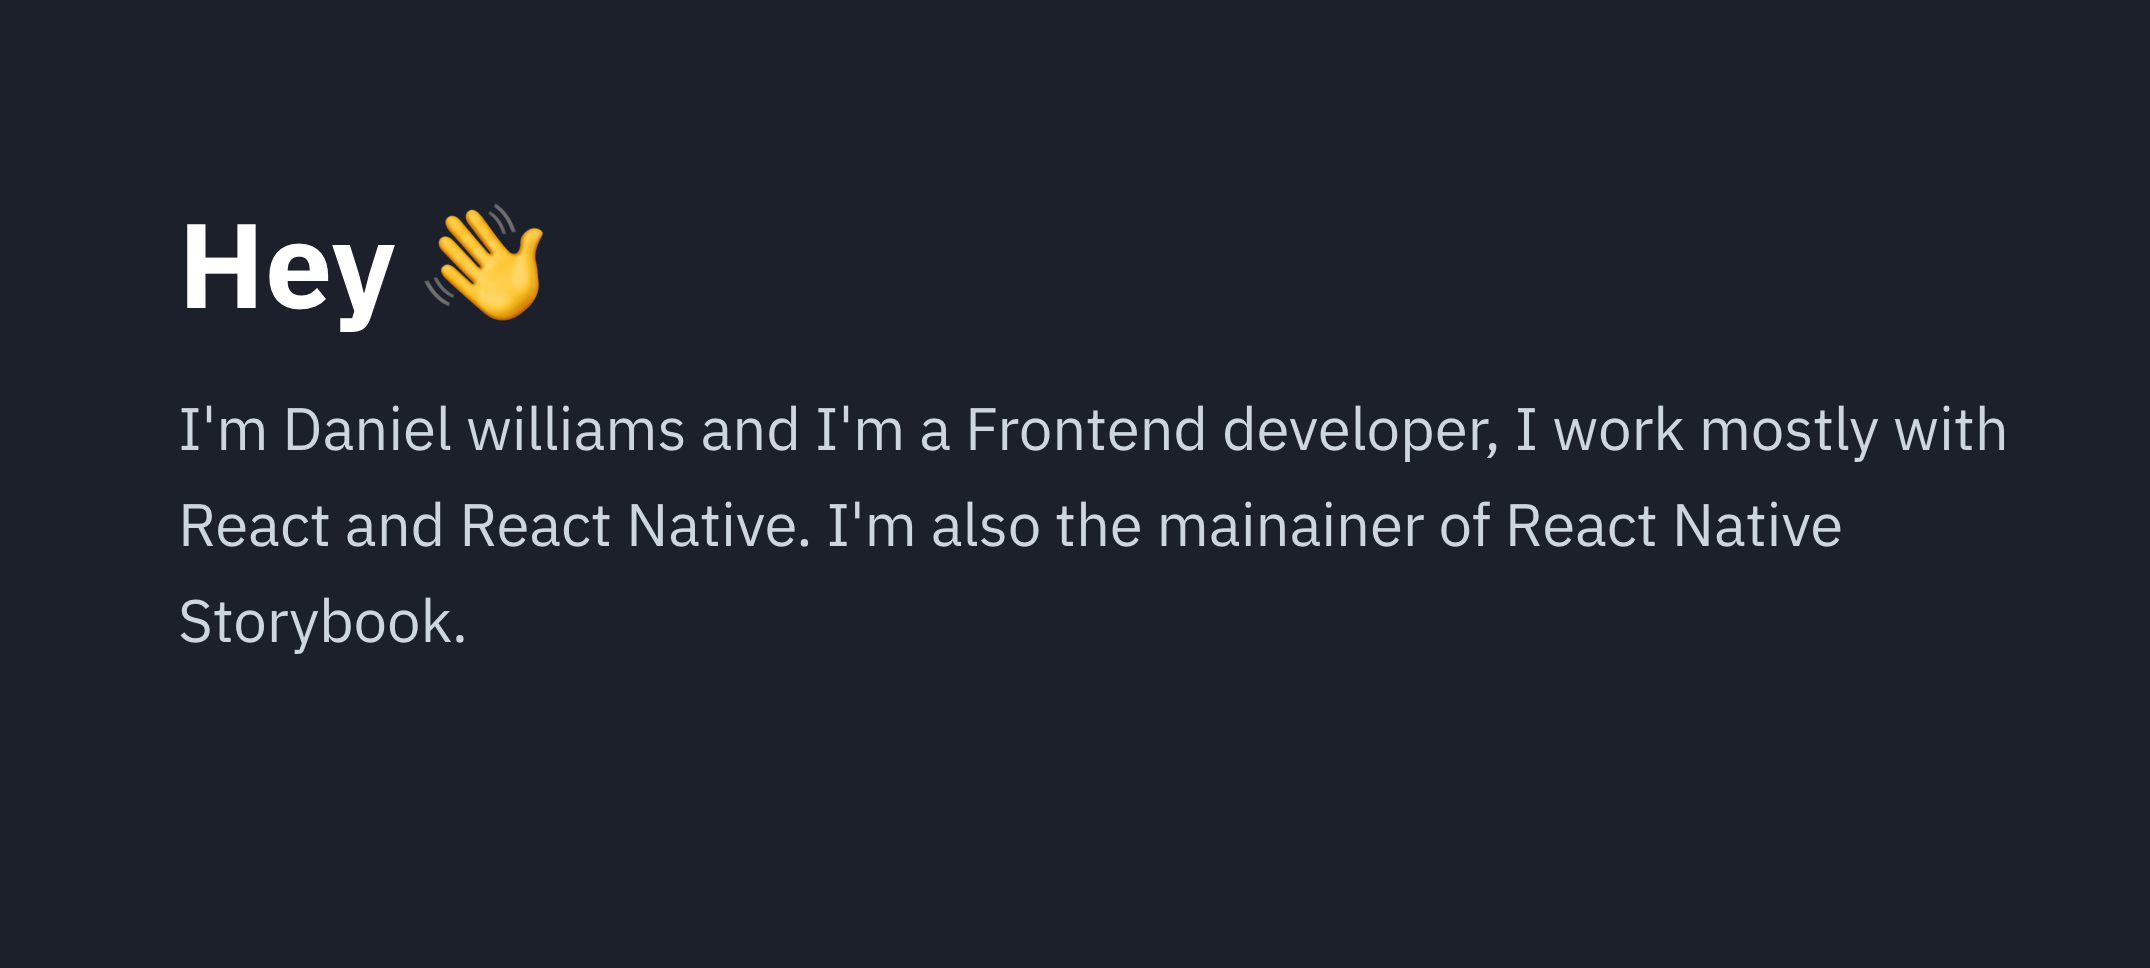 Hey 👋
I'm Daniel williams and I'm a Frontend developer, I work mostly with
React and React Native. I'm also the mainainer of React Native
Storybook.